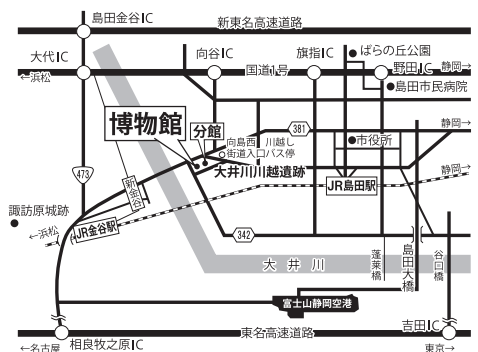 島田金谷IC
新東名高速道路
大代IC
向谷IC
旗指IC
ばらの丘公園
野田IC
静岡→
←浜松
国道1号
島田市民病院
博物館
分館
向島西 川越し
街道入口バス停
381
静岡→
市役所
大井川川越遺跡
静岡→
473
新金谷
JR島田駅
諏訪原城跡
←浜松
JR金谷駅
342
大井川
蓬莱橋
島田大橋
谷口橋
富士山静岡空港
吉田IC
東名高速道路
←名古屋
相良牧之原IC
東京→